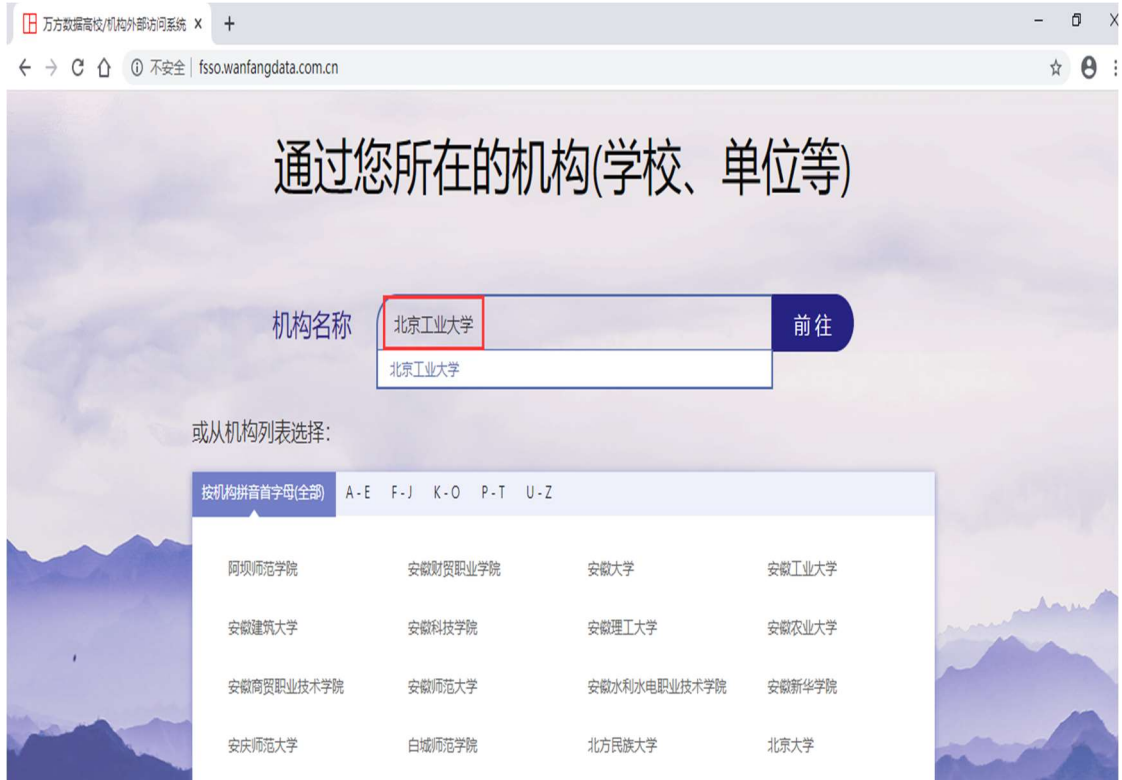 万方数据高校/机构外部访问系统
不安全 | fsso.wanfangdata.com.cn
通过您所在的机构(学校、单位等)
机构名称 北京工业大学 前往
北京工业大学
或从机构列表选择:
按机构拼音首字母(全部) A-E F-J K-O P-T U-Z
阿坝师范学院 安徽财贸职业学院 安徽大学 安徽工业大学
安徽建筑大学 安徽科技学院 安徽理工大学 安徽农业大学
安徽商贸职业技术学院 安徽师范大学 安徽水利水电职业技术学院 安徽新华学院
安庆师范大学 白城师范学院 北方民族大学 北京大学